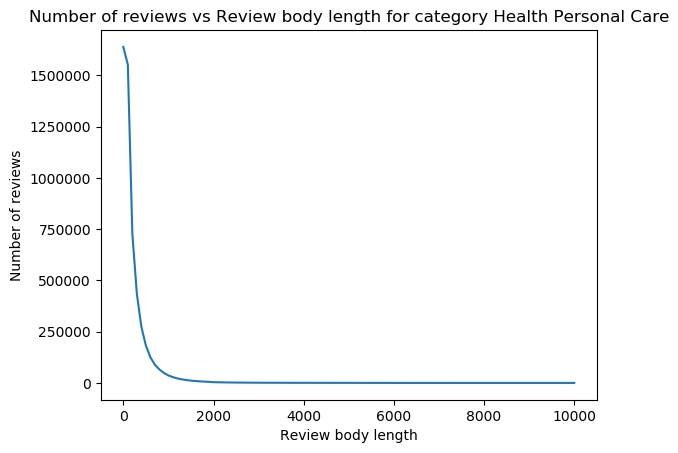 Number of reviews vs Review body length for category Health Personal Care
1500000
1250000
1000000
750000
500000
250000
0
Number of reviews
0 2000 4000 6000 8000 10000
Review body length